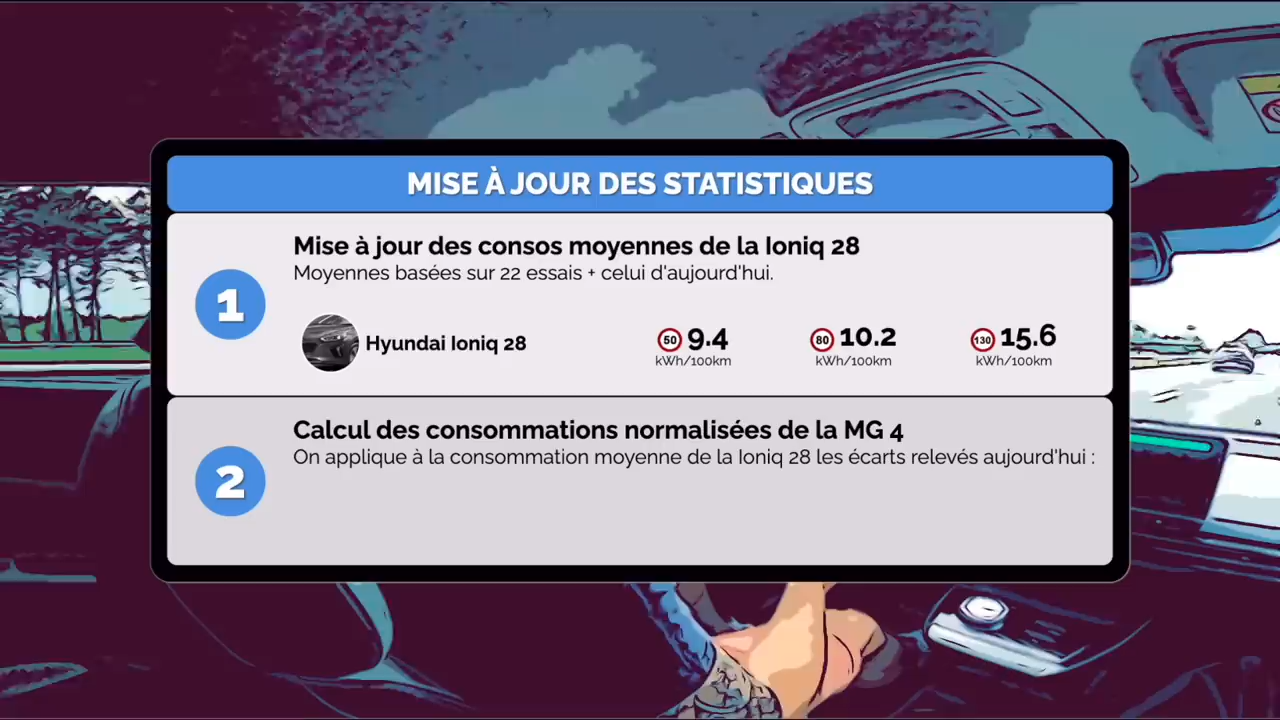 MISE À JOUR DES STATISTIQUES
1
Mise à jour des consos moyennes de la Ioniq 28
Moyennes basées sur 22 essais + celui d'aujourd'hui.
Hyundai Ioniq 28
50 9.4
kWh/100km
80 10.2
kWh/100km
130 15.6
kWh/100km
2
Calcul des consommations normalisées de la MG 4
On applique à la consommation moyenne de la Ioniq 28 les écarts relevés aujourd'hui :